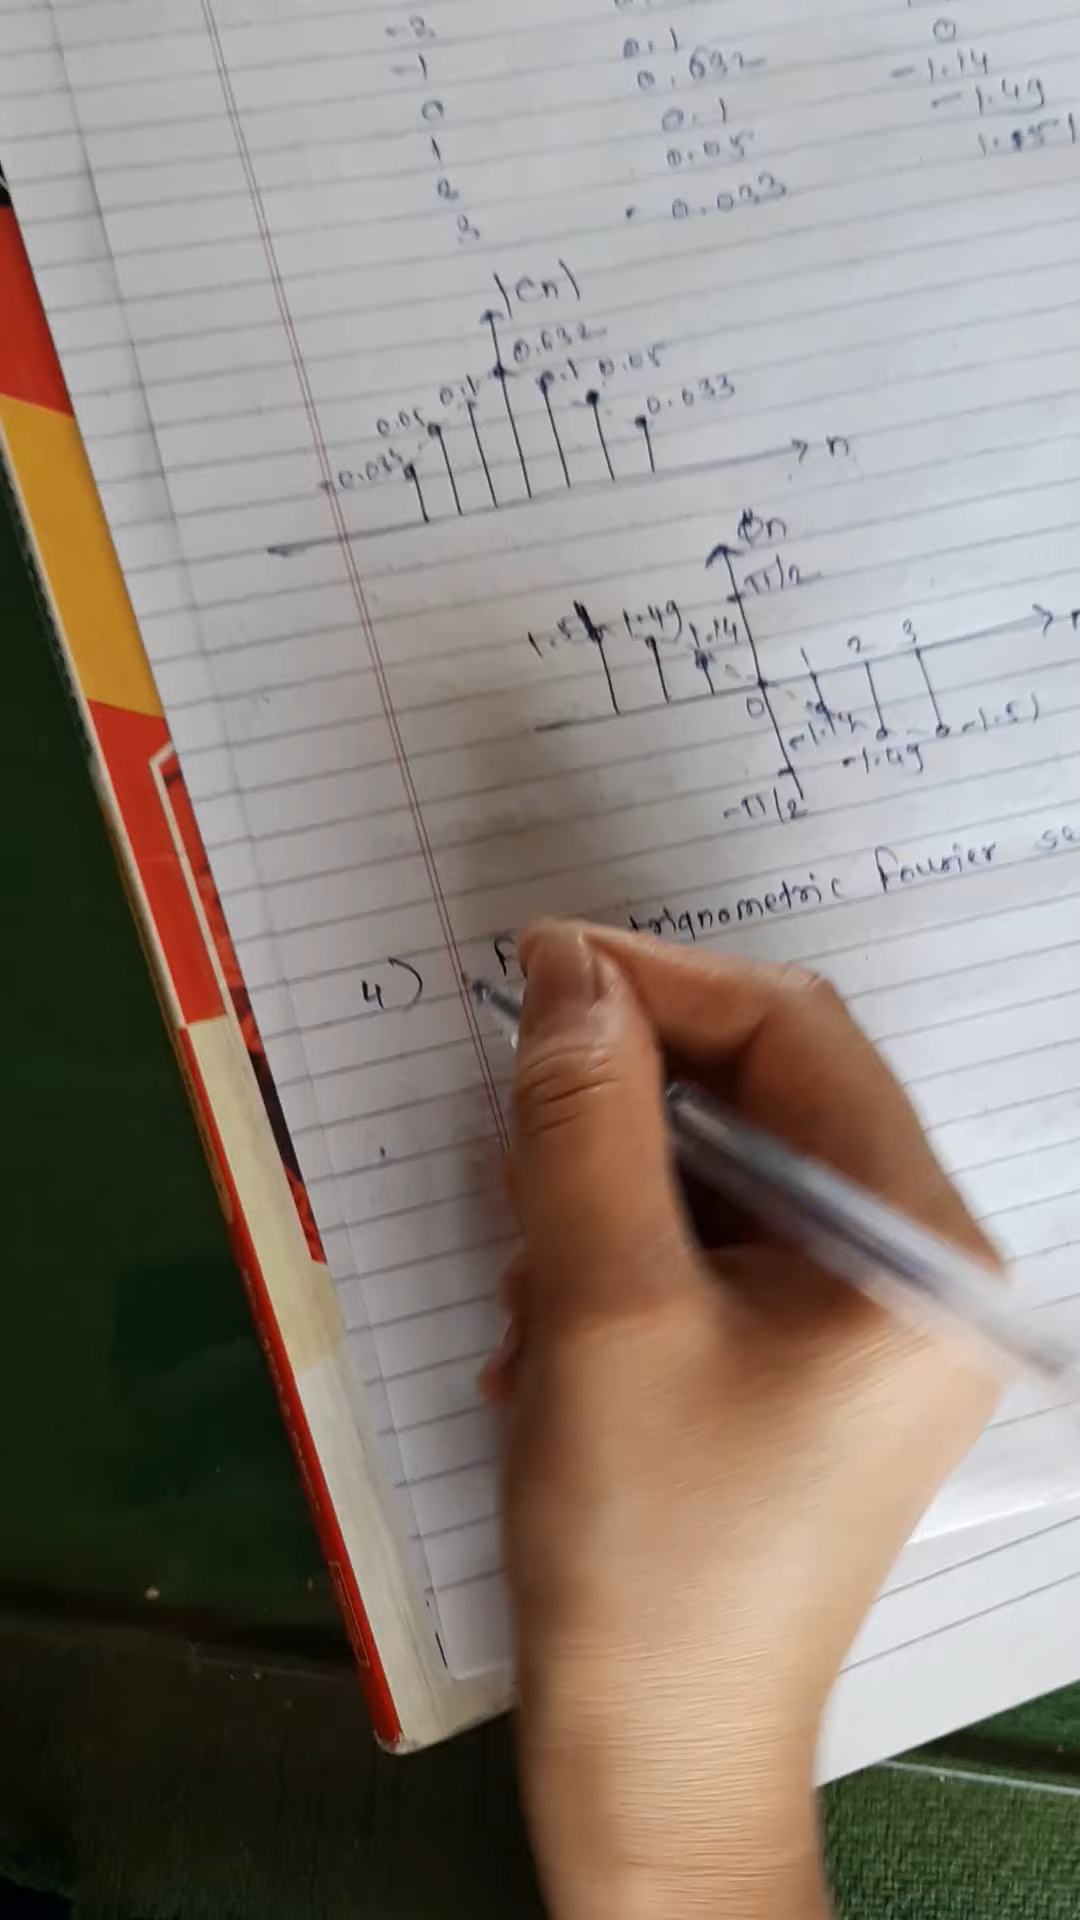 -2 0.1 0
-1 0.632 -1.14
0 0.1 -1.49
1 0.05
2 0.033
3
|cn|
0.632
0.1 .1 0.05
0.05 0.033
0.033 n
ϕn
π/2
1.5 1.49 1.14 1 2 3
0
-1.14 -1.49 -1.51
-π/2
4) trignometric Fourier se